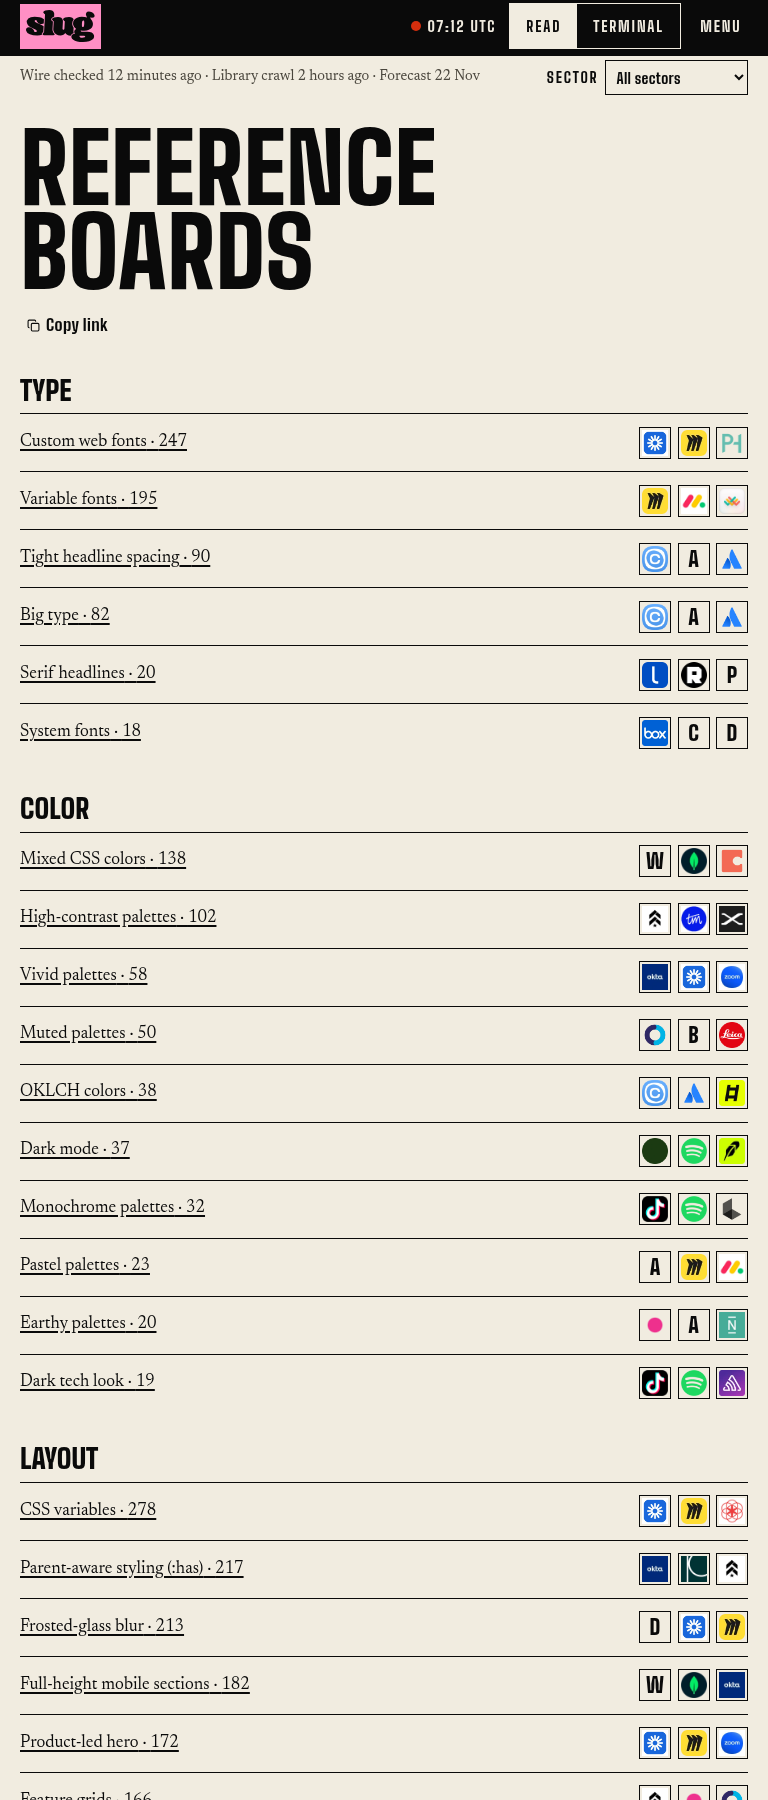 slug
07:12 UTC
READ
TERMINAL
MENU
Wire checked 12 minutes ago · Library crawl 2 hours ago · Forecast 22 Nov
SECTOR
All sectors
REFERENCE
BOARDS
Copy link
TYPE
Custom web fonts · 247
Variable fonts · 195
Tight headline spacing · 90
A
Big type · 82
A
Serif headlines · 20
P
System fonts · 18
box
C
D
COLOR
Mixed CSS colors · 138
W
High-contrast palettes · 102
tm
Vivid palettes · 58
okta
zoom
Muted palettes · 50
B
Leica
OKLCH colors · 38
Dark mode · 37
Monochrome palettes · 32
Pastel palettes · 23
A
Earthy palettes · 20
A
N
Dark tech look · 19
LAYOUT
CSS variables · 278
Parent-aware styling (:has) · 217
okta
Frosted-glass blur · 213
D
Full-height mobile sections · 182
W
okta
Product-led hero · 172
zoom
Feature grids · 166